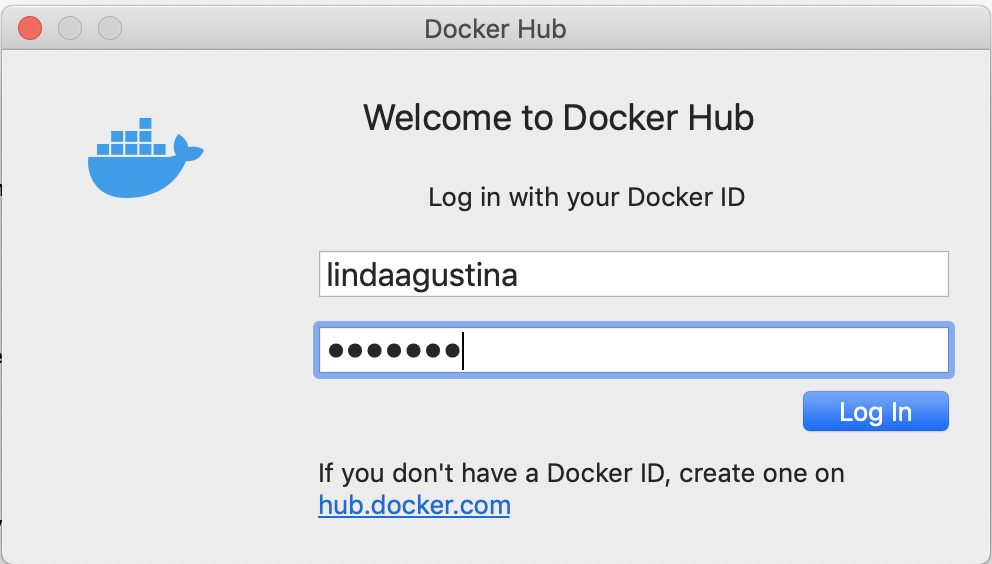 Docker Hub
Welcome to Docker Hub
Log in with your Docker ID
lindaagustina
•••••••
Log In
If you don't have a Docker ID, create one on
hub.docker.com